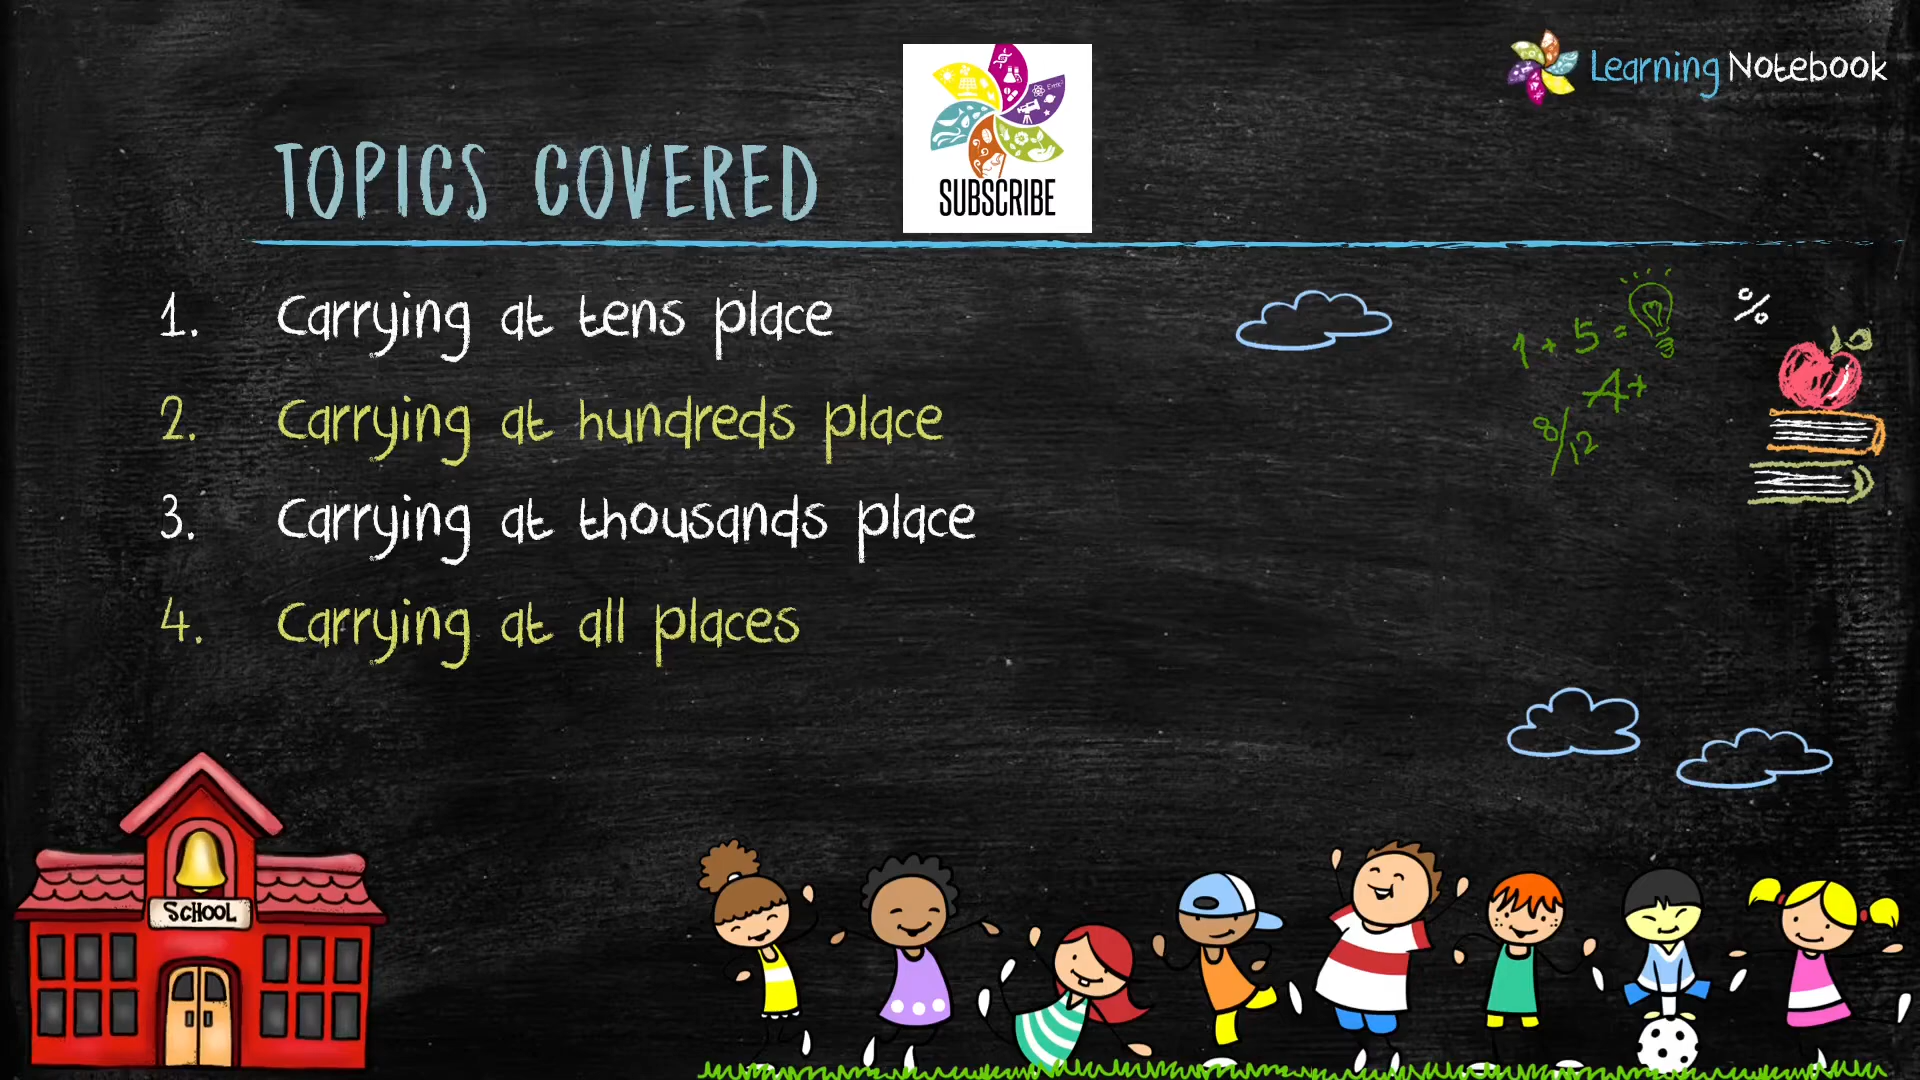 Learning Notebook
SUBSCRIBE
TOPICS COVERED
1. Carrying at tens place
2. Carrying at hundreds place
3. Carrying at thousands place
4. Carrying at all places
1 + 5 =
%
A+
8/12
SCHOOL